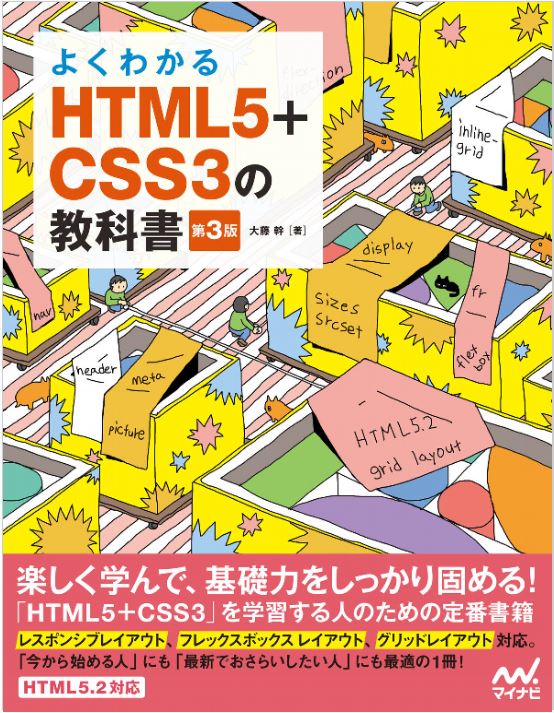 よくわかる
HTML5+
CSS3の
教科書 第3版 大藤 幹 [著]
flex-
direction
inline-
grid
display
sizes
srcset
fr
flex
box
nav
header
meta
picture
HTML5.2
grid layout
楽しく学んで、基礎力をしっかり固める!
「HTML5+CSS3」を学習する人のための定番書籍
レスポンシブレイアウト、フレックスボックス レイアウト、グリッドレイアウト 対応。
「今から始める人」にも「最新でおさらいしたい人」にも最適の1冊!
HTML5.2対応
マイナビ